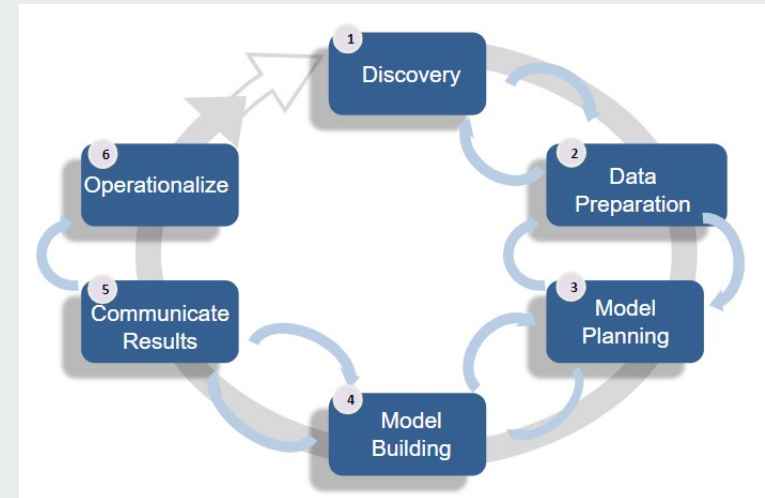 1
Discovery
2
Data
Preparation
3
Model
Planning
4
Model
Building
5
Communicate
Results
6
Operationalize